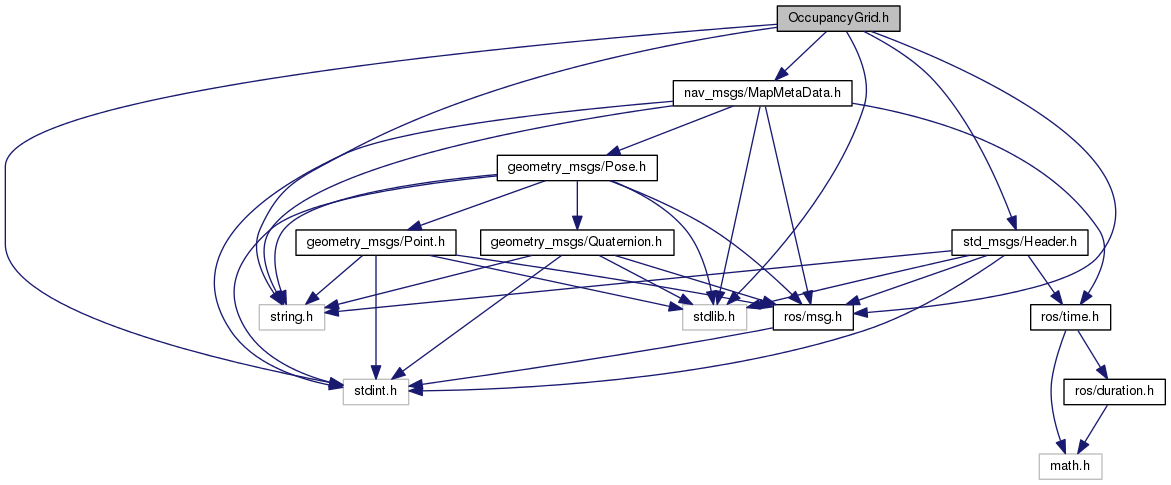 OccupancyGrid.h
nav_msgs/MapMetaData.h
geometry_msgs/Pose.h
geometry_msgs/Point.h
geometry_msgs/Quaternion.h
std_msgs/Header.h
string.h
stdlib.h
ros/msg.h
ros/time.h
stdint.h
ros/duration.h
math.h